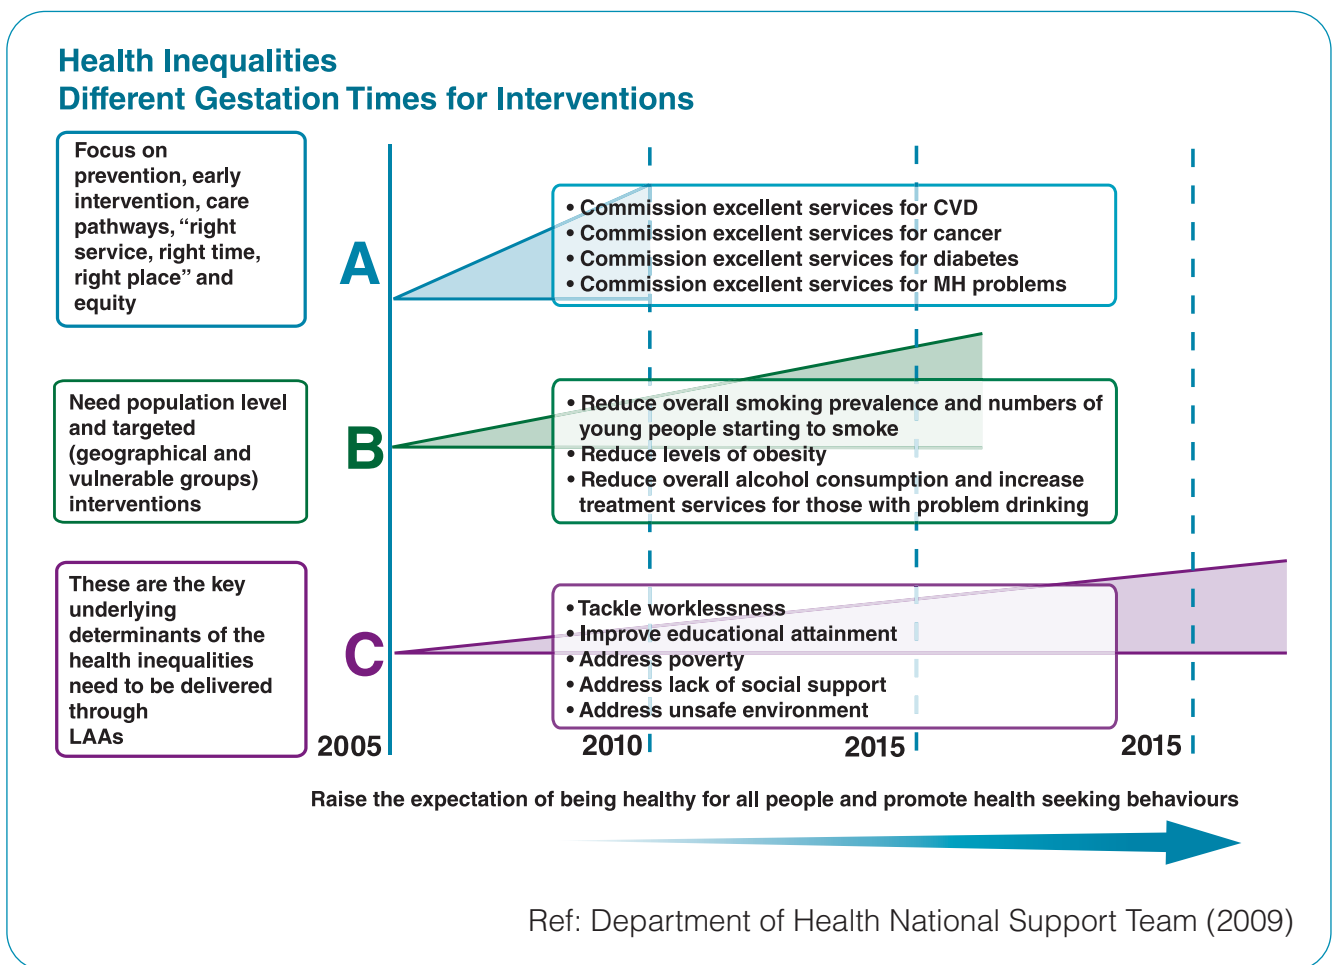 Health Inequalities
Different Gestation Times for Interventions
Focus on
prevention, early
intervention, care
pathways, “right
service, right time,
right place” and
equity
A
• Commission excellent services for CVD
• Commission excellent services for cancer
• Commission excellent services for diabetes
• Commission excellent services for MH problems
Need population level
and targeted
(geographical and
vulnerable groups)
interventions
B
• Reduce overall smoking prevalence and numbers of
young people starting to smoke
• Reduce levels of obesity
• Reduce overall alcohol consumption and increase
treatment services for those with problem drinking
These are the key
underlying
determinants of the
health inequalities
need to be delivered
through
LAAs
C
• Tackle worklessness
• Improve educational attainment
• Address poverty
• Address lack of social support
• Address unsafe environment
2005 2010 2015 2015
Raise the expectation of being healthy for all people and promote health seeking behaviours
Ref: Department of Health National Support Team (2009)